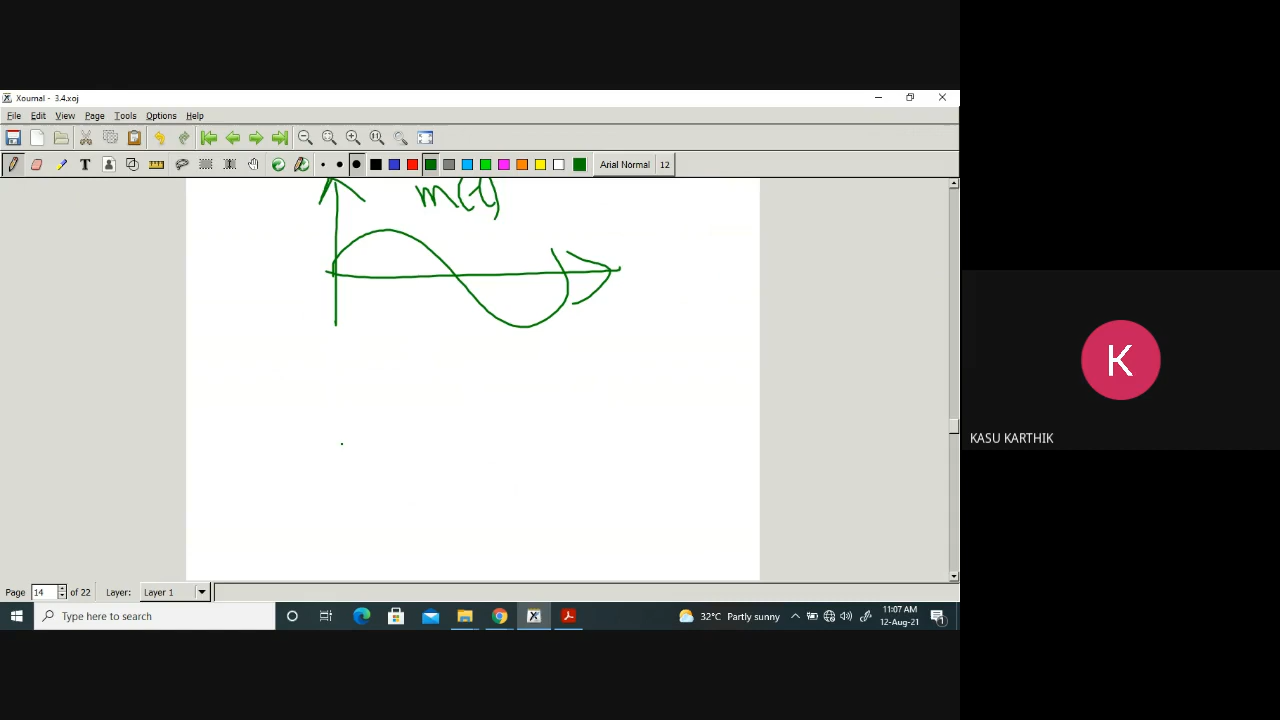 Xournal - 3.4.xoj
File Edit View Page Tools Options Help
Arial Normal 12
m(t)
K
KASU KARTHIK
Page 14 of 22 Layer: Layer 1
Type here to search
32°C Partly sunny
11:07 AM
12-Aug-21
1